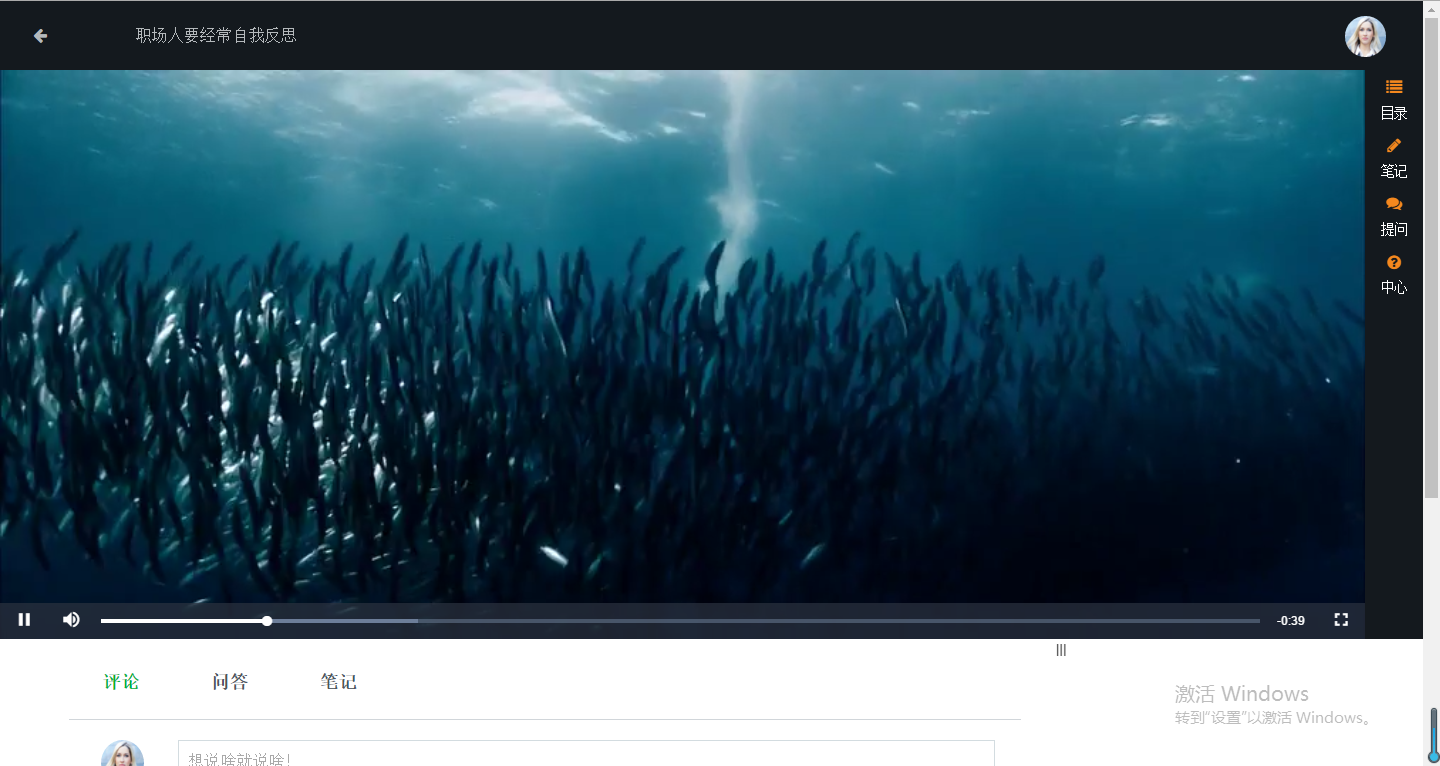 职场人要经常自我反思
目录
笔记
提问
中心
-0:39
评论
问答
笔记
激活 Windows
转到"设置"以激活 Windows。
想说啥就说啥!